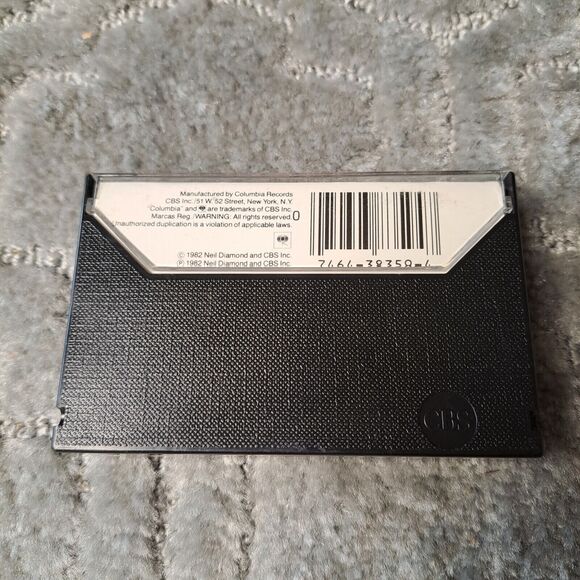 Manufactured by Columbia Records
CBS Inc./51 W. 52 Street, New York, N.Y.
"Columbia" and are trademarks of CBS Inc.
Marcas Reg./WARNING: All rights reserved.
Unauthorized duplication is a violation of applicable laws.
© 1982 Neil Diamond and CBS Inc.
℗ 1982 Neil Diamond and CBS Inc.
0
7464-38359-4
CBS